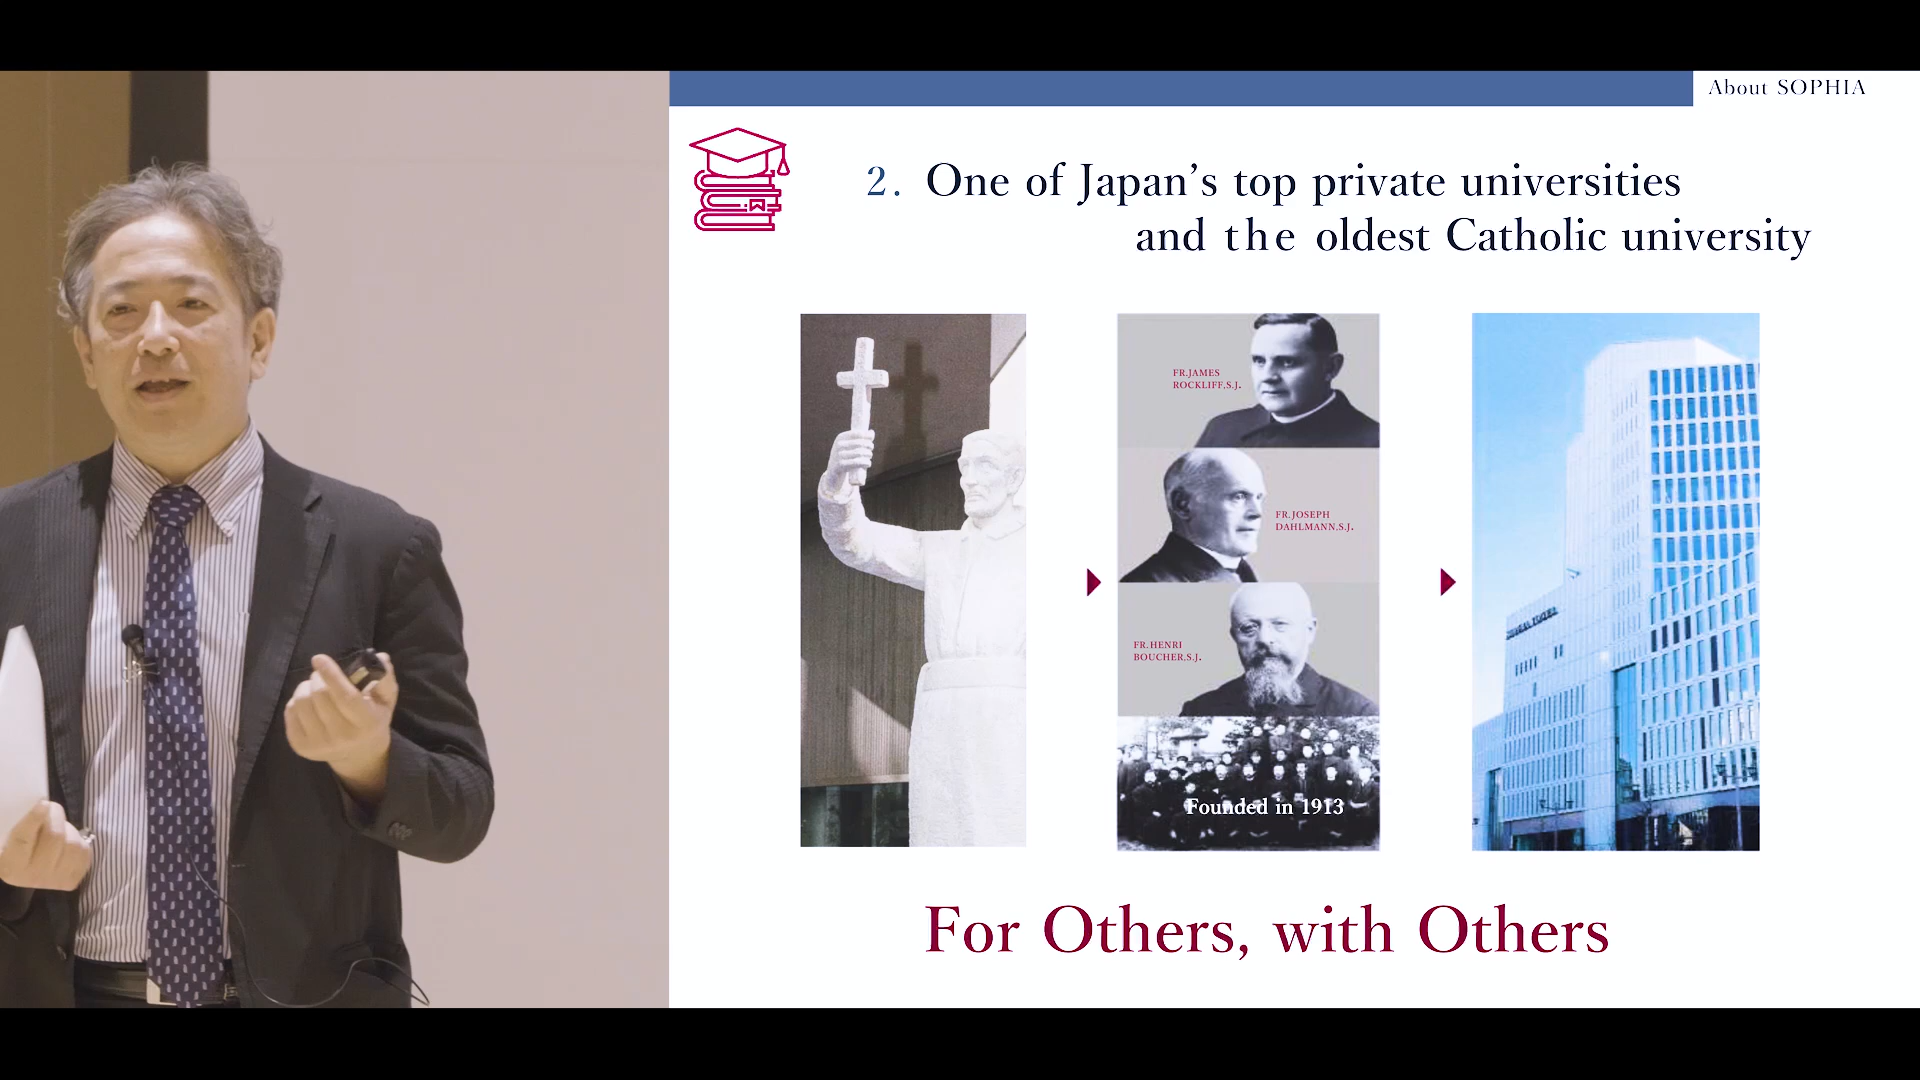 About SOPHIA
2. One of Japan's top private universities
and the oldest Catholic university
FR.JAMES
ROCKLIFF,S.J.
FR.JOSEPH
DAHLMANN,S.J.
FR.HENRI
BOUCHER,S.J.
Founded in 1913
For Others, with Others